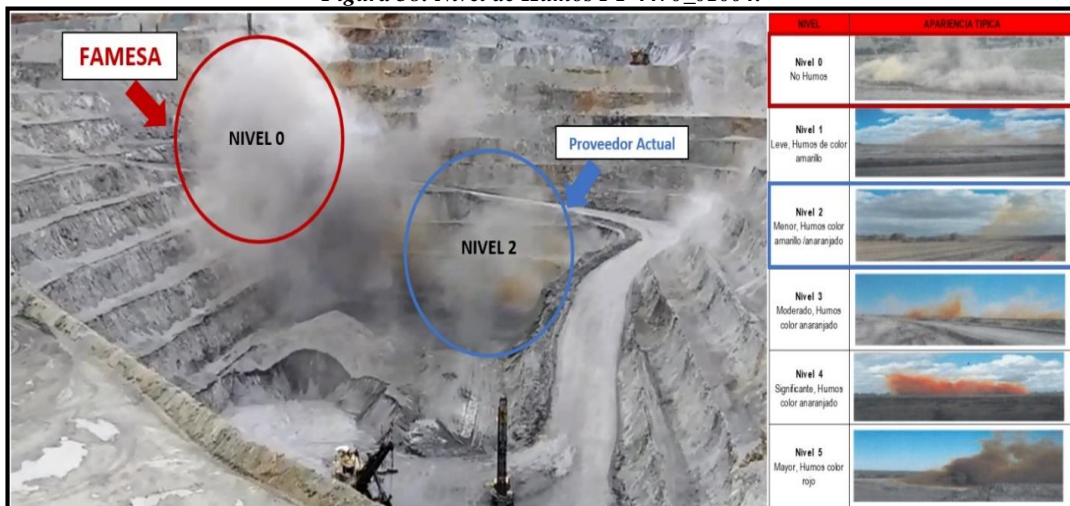 FAMESA
NIVEL 0
Proveedor Actual
NIVEL 2
NIVEL
APARIENCIA TIPICA
Nivel 0
No Humos
Nivel 1
Leve, Humos de color
amarillo
Nivel 2
Menor, Humos color
amarillo /anaranjado
Nivel 3
Moderado, Humos
color anaranjado
Nivel 4
Significante, Humos
color anaranjado
Nivel 5
Mayor, Humos color
rojo